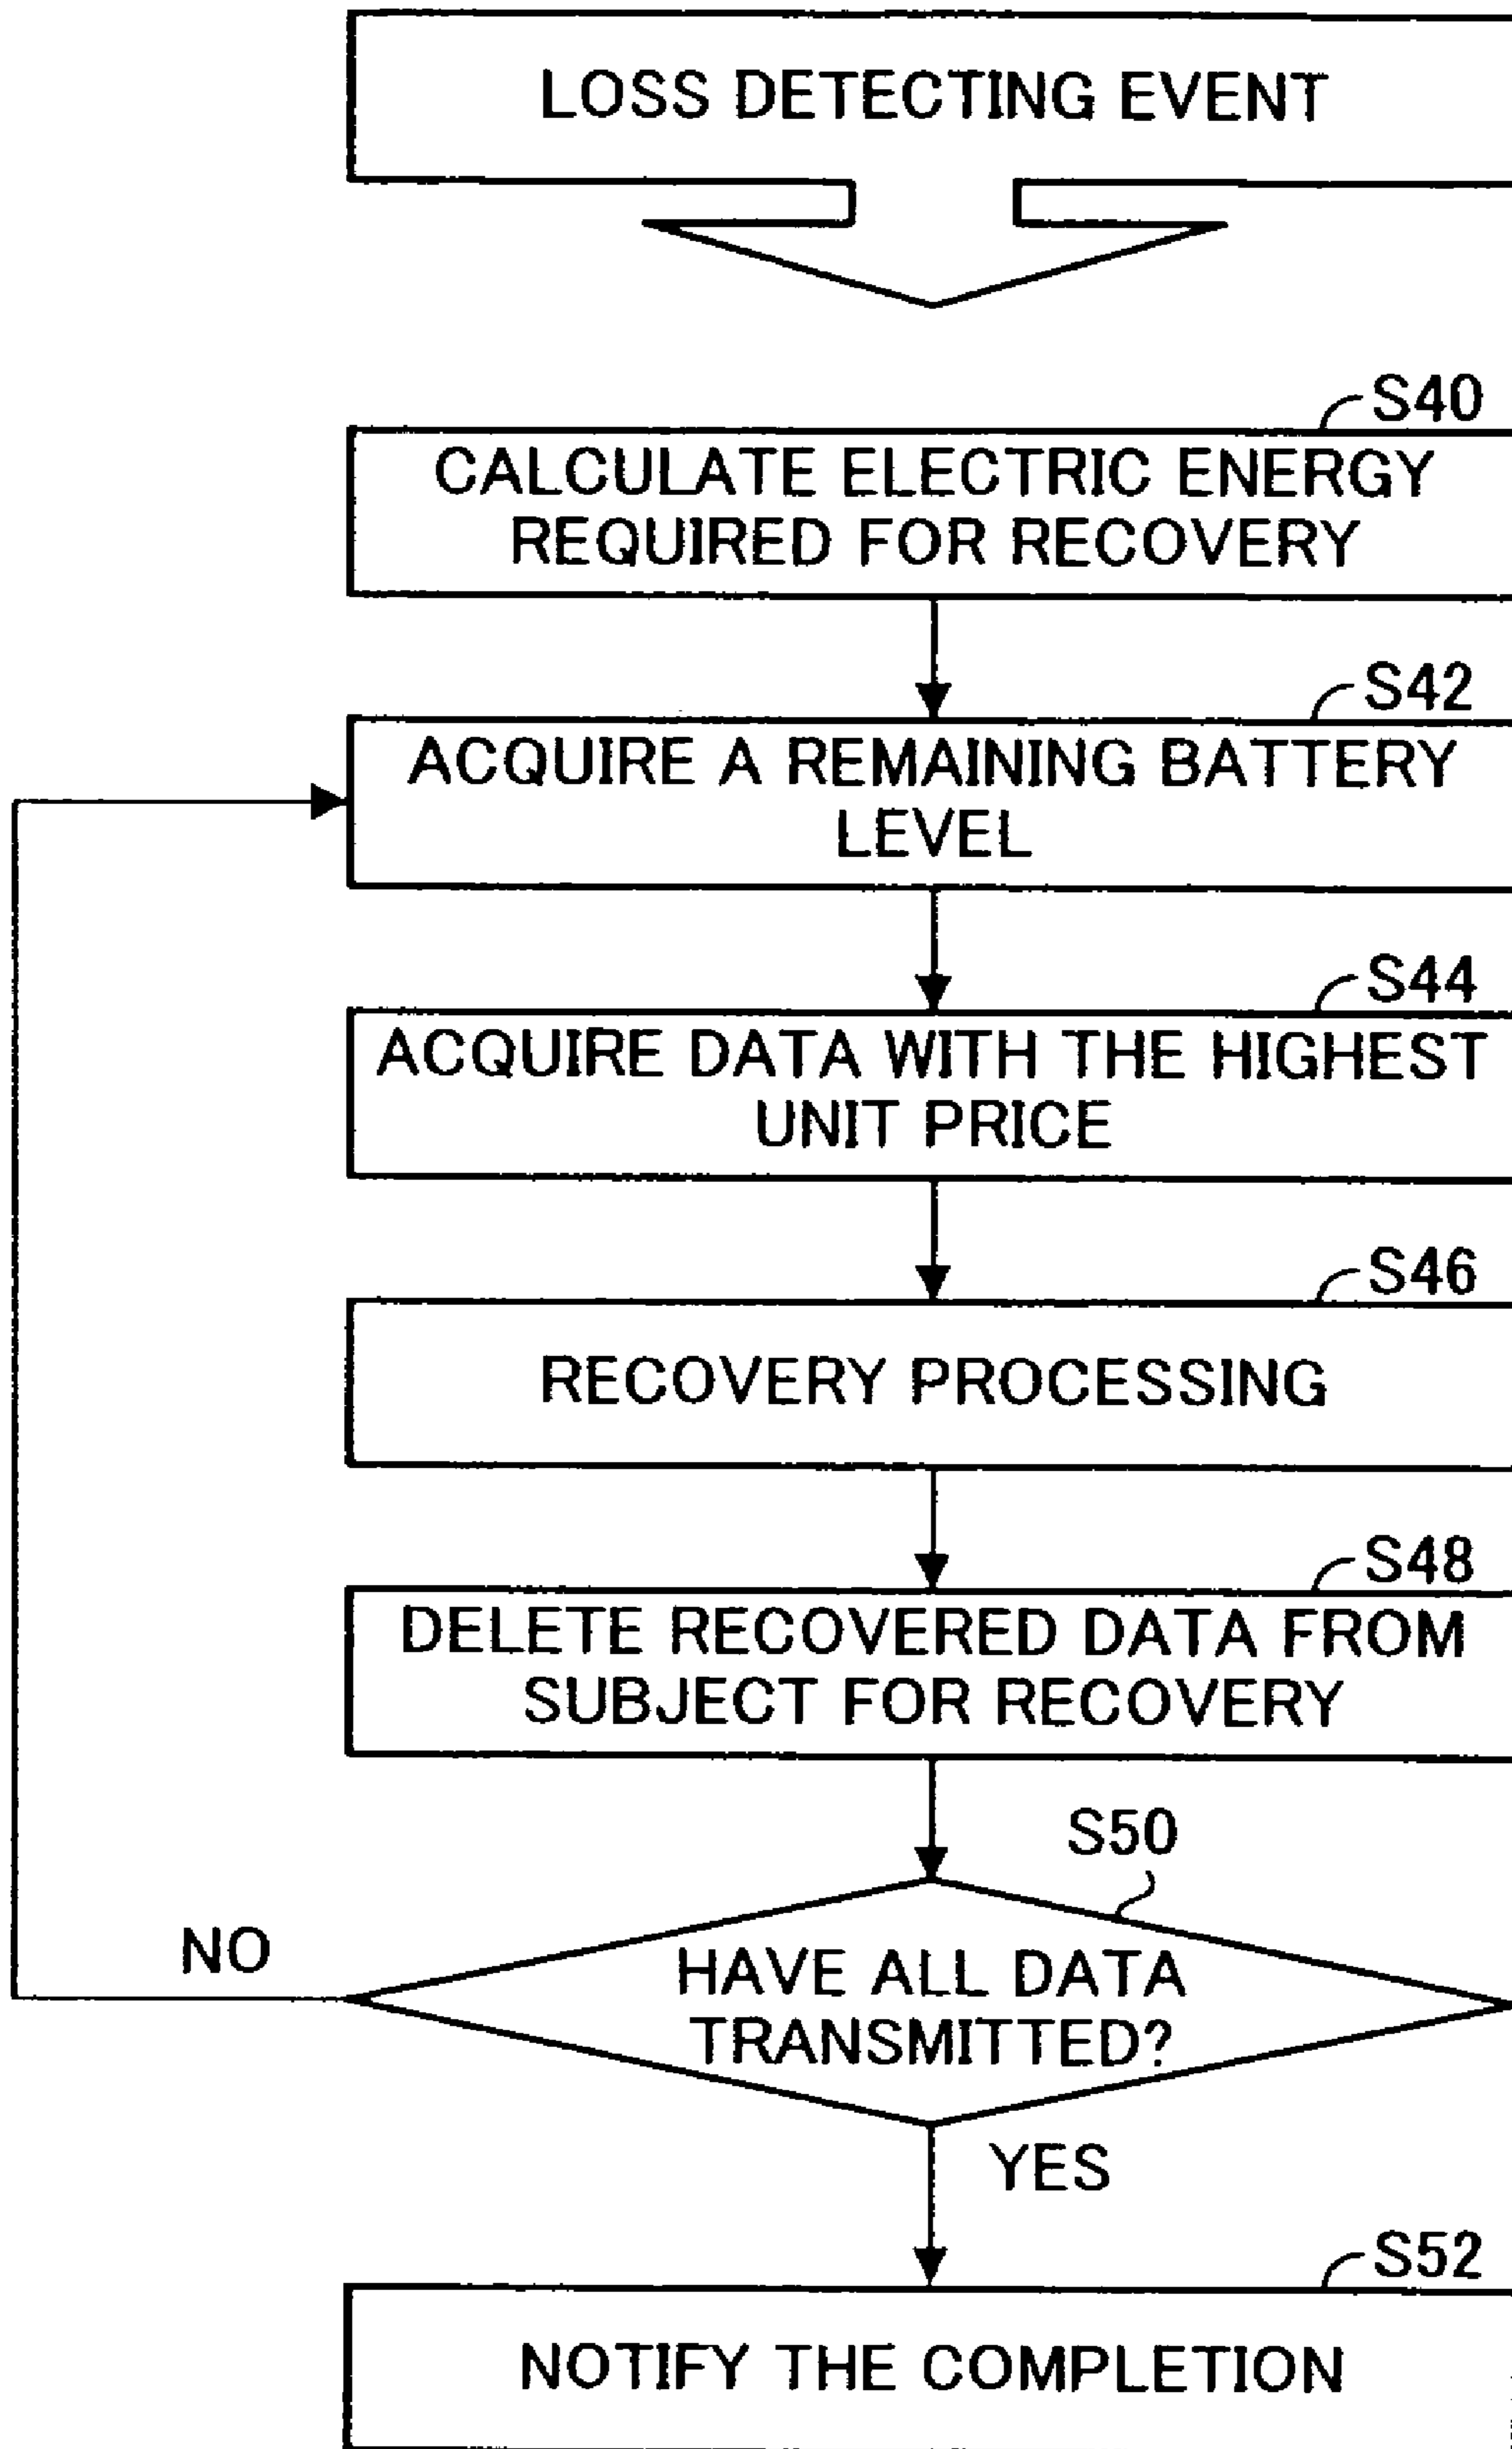 LOSS DETECTING EVENT
S40
CALCULATE ELECTRIC ENERGY
REQUIRED FOR RECOVERY
S42
ACQUIRE A REMAINING BATTERY
LEVEL
S44
ACQUIRE DATA WITH THE HIGHEST
UNIT PRICE
S46
RECOVERY PROCESSING
S48
DELETE RECOVERED DATA FROM
SUBJECT FOR RECOVERY
S50
NO
HAVE ALL DATA
TRANSMITTED?
YES
S52
NOTIFY THE COMPLETION